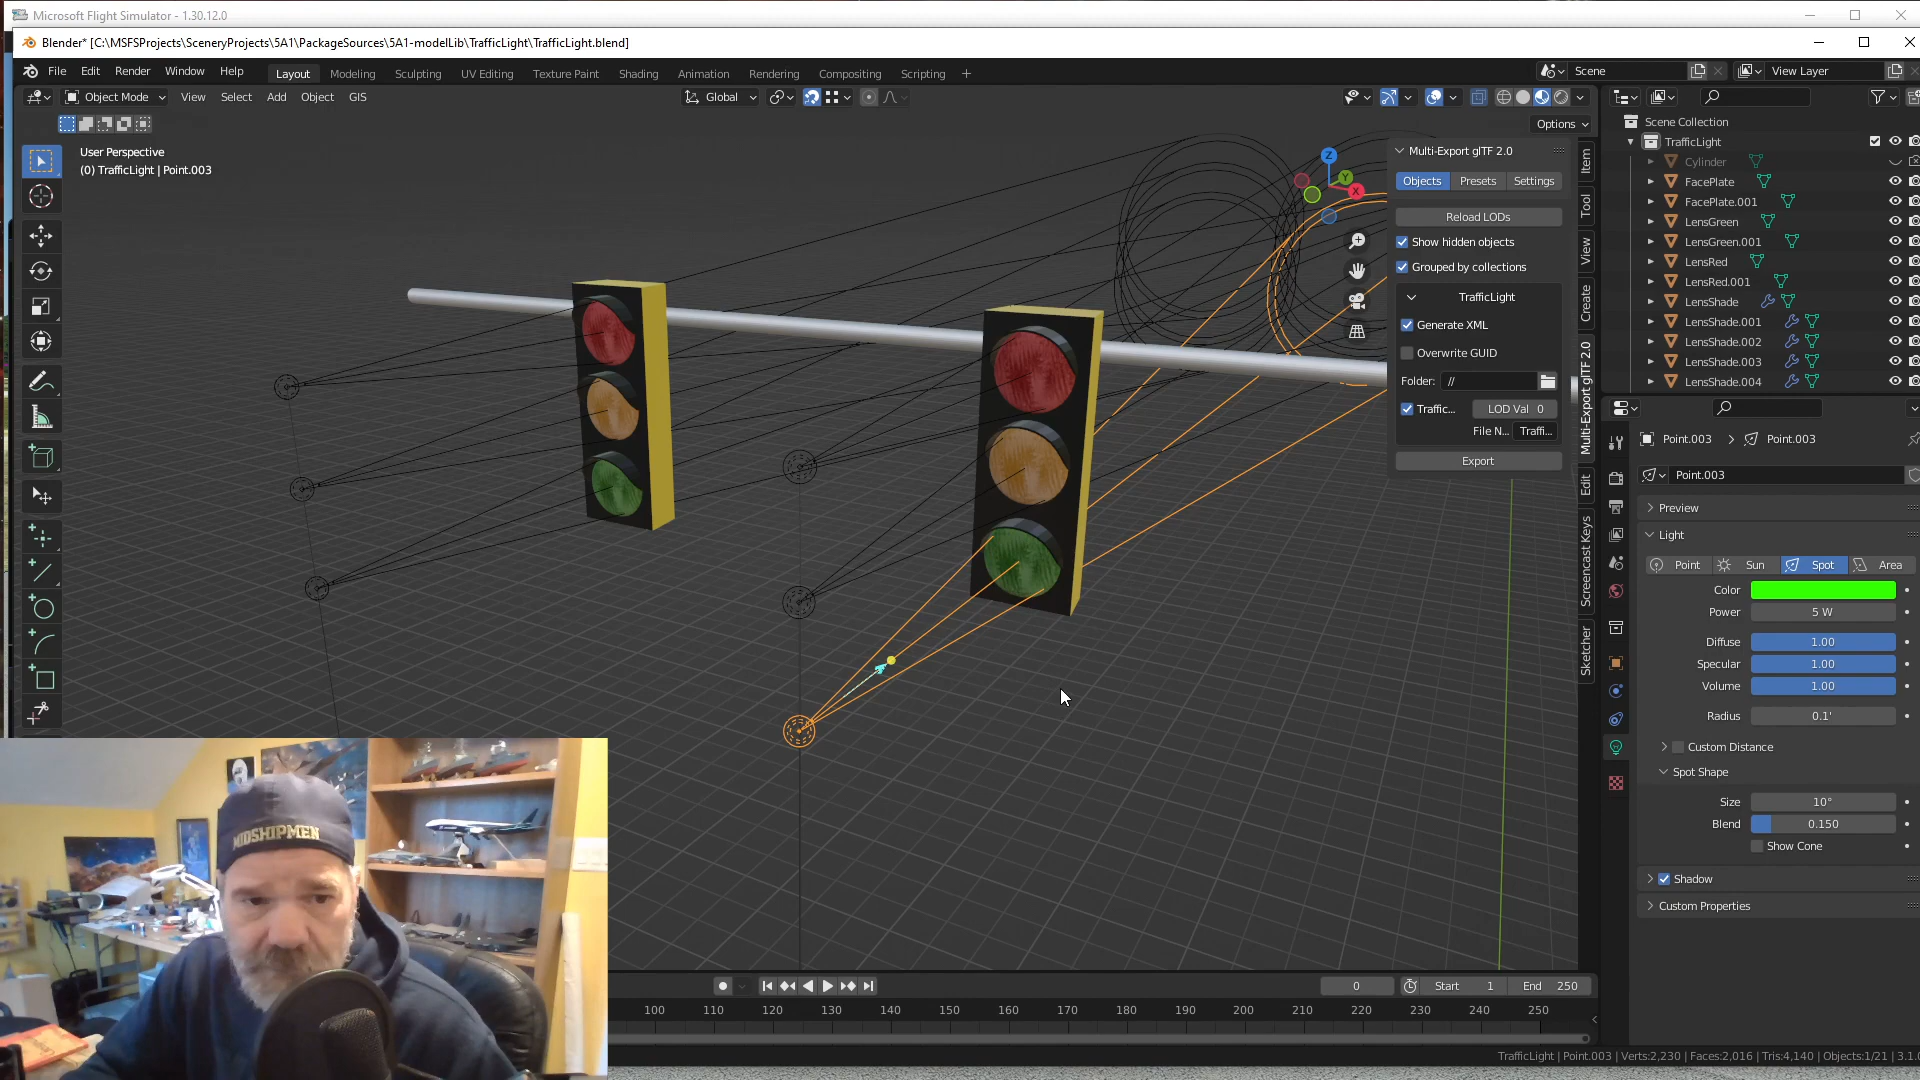 Microsoft Flight Simulator - 1.30.12.0
Blender* [C:\MSFSProjects\SceneryProjects\5A1\PackageSources\5A1-modelLib\TrafficLight\TrafficLight.blend]
File Edit Render Window Help Layout Modeling Sculpting UV Editing Texture Paint Shading Animation Rendering Compositing Scripting + Scene View Layer
Object Mode View Select Add Object GIS Global
Options
User Perspective
(0) TrafficLight | Point.003
Z
Y
X
Multi-Export glTF 2.0
Objects Presets Settings
Reload LODs
Show hidden objects
Grouped by collections
TrafficLight
Generate XML
Overwrite GUID
Folder: //
Traffic... LOD Val 0
File N... Traffi...
Export
Item
Tool
View
Create
Multi-Export glTF 2.0
Edit
Screencast Keys
Sketcher
Scene Collection
TrafficLight
Cylinder
FacePlate
FacePlate.001
LensGreen
LensGreen.001
LensRed
LensRed.001
LensShade
LensShade.001
LensShade.002
LensShade.003
LensShade.004
Point.003 Point.003
Point.003
Preview
Light
Point Sun Spot Area
Color
Power 5 W
Diffuse 1.00
Specular 1.00
Volume 1.00
Radius 0.1'
Custom Distance
Spot Shape
Size 10°
Blend 0.150
Show Cone
Shadow
Custom Properties
MIDSHIPMEN
0 Start 1 End 250
100 110 120 130 140 150 160 170 180 190 200 210 220 230 240 250
TrafficLight | Point.003 | Verts:2,230 | Faces:2,016 | Tris:4,140 | Objects:1/21 | 3.1.0